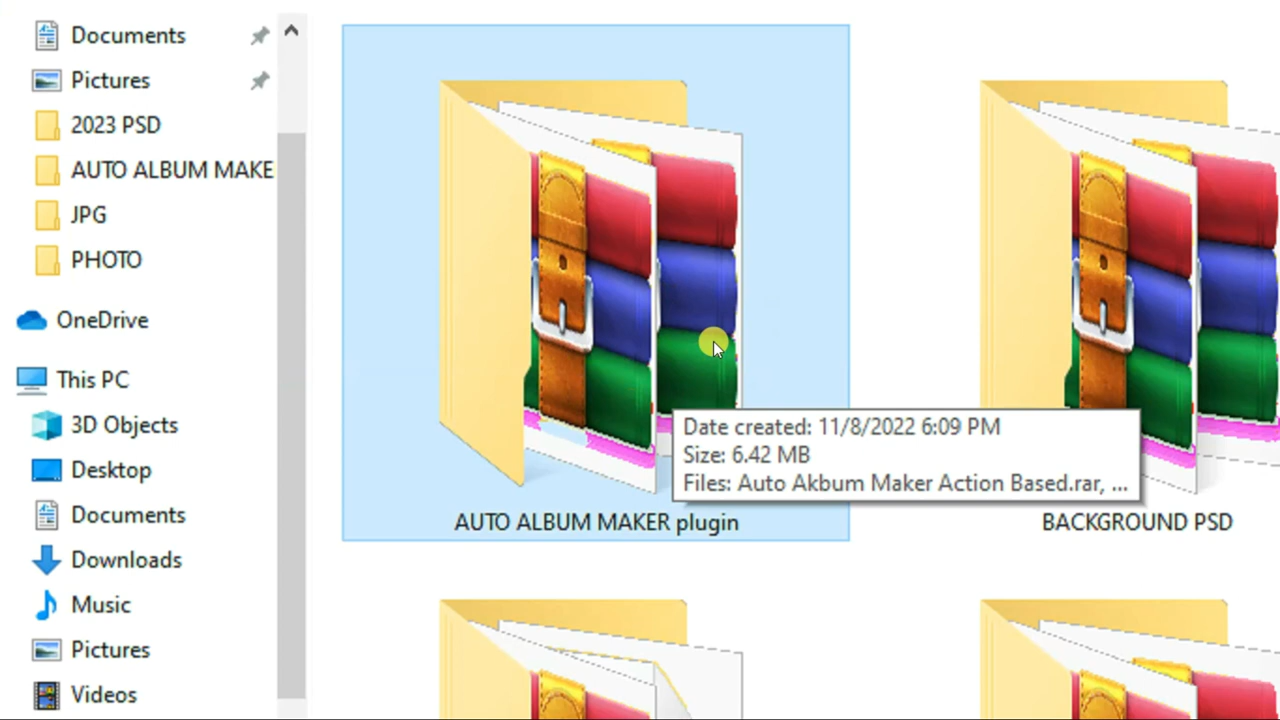 Documents
Pictures
2023 PSD
AUTO ALBUM MAKE
JPG
PHOTO
OneDrive
This PC
3D Objects
Desktop
Documents
Downloads
Music
Pictures
Videos
Date created: 11/8/2022 6:09 PM
Size: 6.42 MB
Files: Auto Akbum Maker Action Based.rar, ...
AUTO ALBUM MAKER plugin
BACKGROUND PSD